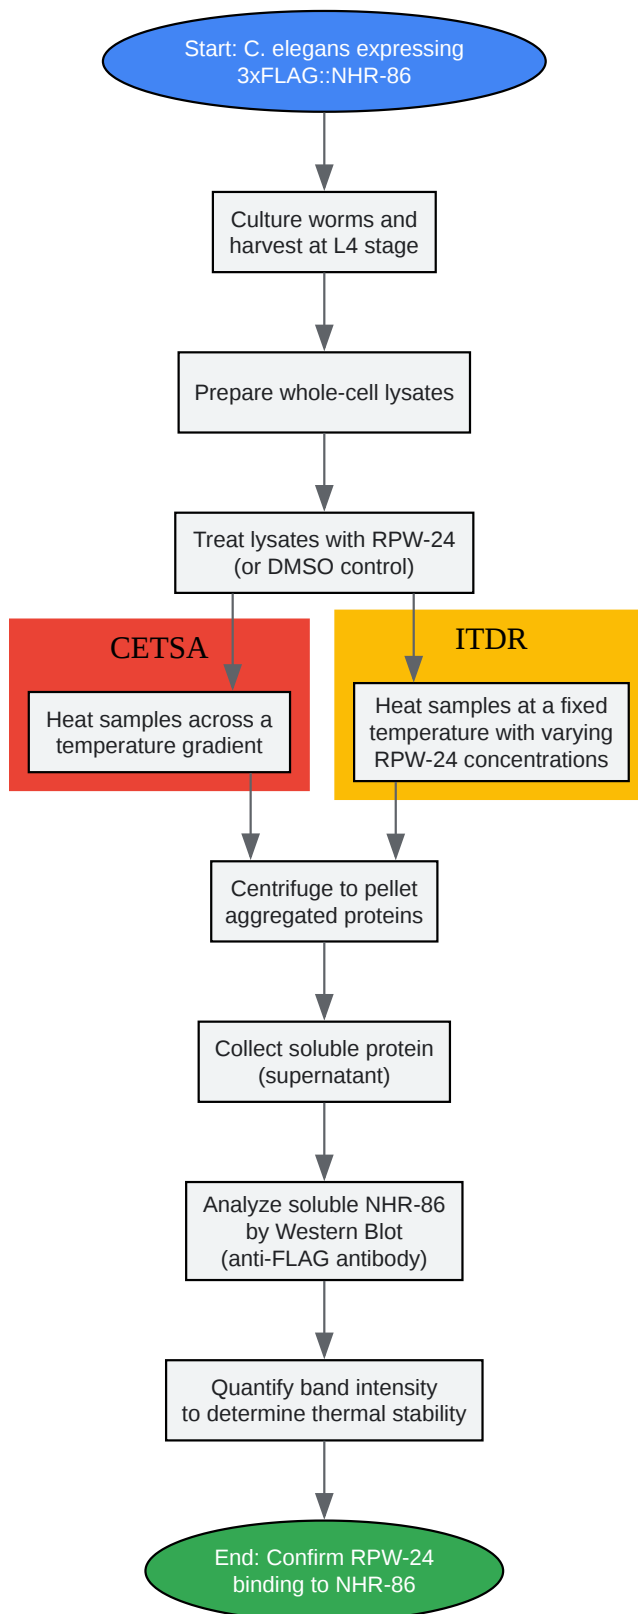 Start: C. elegans expressing
3xFLAG::NHR-86
Culture worms and
harvest at L4 stage
Prepare whole-cell lysates
Treat lysates with RPW-24
(or DMSO control)
CETSA
Heat samples across a
temperature gradient
ITDR
Heat samples at a fixed
temperature with varying
RPW-24 concentrations
Centrifuge to pellet
aggregated proteins
Collect soluble protein
(supernatant)
Analyze soluble NHR-86
by Western Blot
(anti-FLAG antibody)
Quantify band intensity
to determine thermal stability
End: Confirm RPW-24
binding to NHR-86